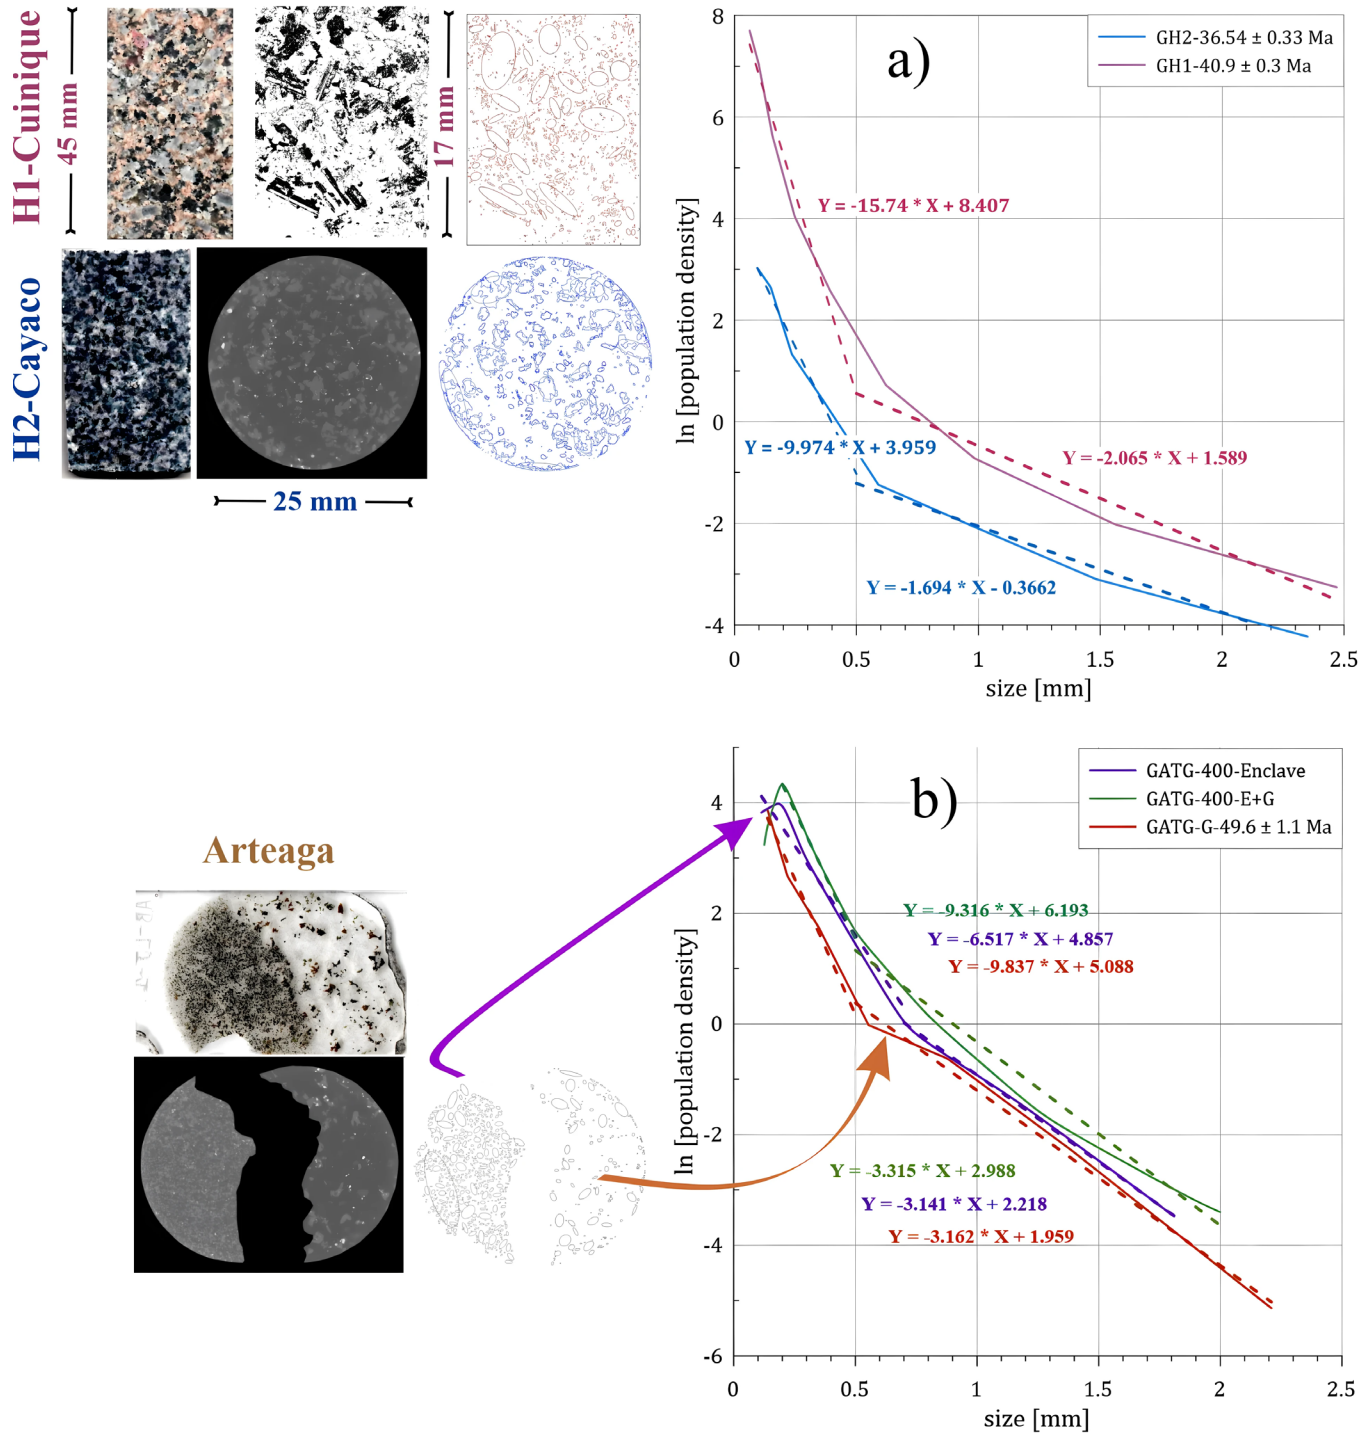 H1-Cuinique
45 mm
17 mm
H2-Cayaco
25 mm
a)
GH2-36.54 ± 0.33 Ma
GH1-40.9 ± 0.3 Ma
8
6
4
2
0
-2
-4
ln [population density]
Y = -15.74 * X + 8.407
Y = -9.974 * X + 3.959
Y = -2.065 * X + 1.589
Y = -1.694 * X - 0.3662
0
0.5
1
1.5
2
2.5
size [mm]
Arteaga
b)
GATG-400-Enclave
GATG-400-E+G
GATG-G-49.6 ± 1.1 Ma
4
2
0
-2
-4
-6
ln [population density]
Y = -9.316 * X + 6.193
Y = -6.517 * X + 4.857
Y = -9.837 * X + 5.088
Y = -3.315 * X + 2.988
Y = -3.141 * X + 2.218
Y = -3.162 * X + 1.959
0
0.5
1
1.5
2
2.5
size [mm]